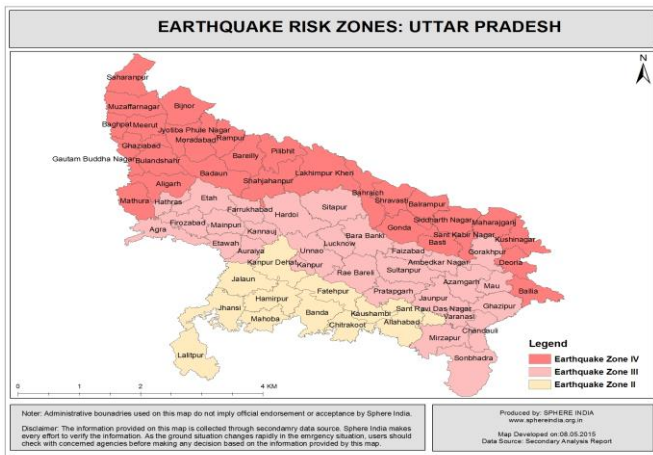 EARTHQUAKE RISK ZONES: UTTAR PRADESH
N
Saharanpur
Muzaffarnagar
Bijnor
Baghpat Meerut
Jyotiba Phule Nagar
Moradabad Rampur
Ghaziabad
Gautam Buddha Nagar Bulandshahr
Bareilly
Pilibhit
Badaun
Lakhimpur Kheri
Aligarh
Shahjahanpur
Mathura
Hathras
Etah
Bahraich
Shravasti
Balrampur
Farrukhabad
Hardoi
Sitapur
Siddharth Nagar
Maharajganj
Agra
Firozabad
Mainpuri
Kannauj
Gonda
Basti
Sant Kabir Nagar
Kushinagar
Etawah
Auraiya
Unnao
Lucknow
Bara Banki
Faizabad
Gorakhpur
Deoria
Kanpur Dehat
Kanpur
Ambedkar Nagar
Rae Bareli
Sultanpur
Azamgarh
Mau
Ballia
Jalaun
Fatehpur
Pratapgarh
Jaunpur
Ghazipur
Hamirpur
Jhansi
Mahoba
Banda
Kaushambi
Chitrakoot
Allahabad
Sant Ravi Das Nagar
Varanasi
Chandauli
Mirzapur
Lalitpur
Sonbhadra
Legend
Earthquake Zone IV
Earthquake Zone III
Earthquake Zone II
0 1 2 4 KM
Note: Administrative bounadries used on this map do not imply official endorsement or acceptance by Sphere India.
Disclaimer: The information provided on this map is collected through secondamry data source. Sphere India makes
every effort to verify the information. As the ground situation changes rapidly in the emrgency situation, users should
check with concerned agencies before making any decision based on the information provided by this map.
Produced by: SPHERE INDIA
www.sphereindia.org.in
Map Developed on:08.05.2015
Data Source: Secondary Analysis Report